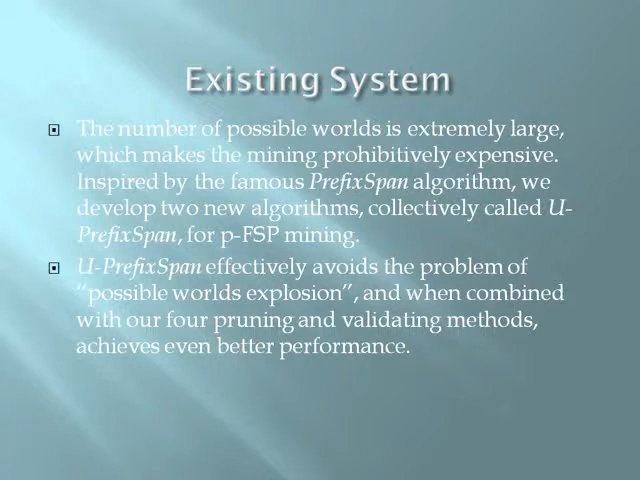 Existing System
The number of possible worlds is extremely large,
which makes the mining prohibitively expensive.
Inspired by the famous PrefixSpan algorithm, we
develop two new algorithms, collectively called U-
PrefixSpan, for p-FSP mining.
U-PrefixSpan effectively avoids the problem of
“possible worlds explosion”, and when combined
with our four pruning and validating methods,
achieves even better performance.